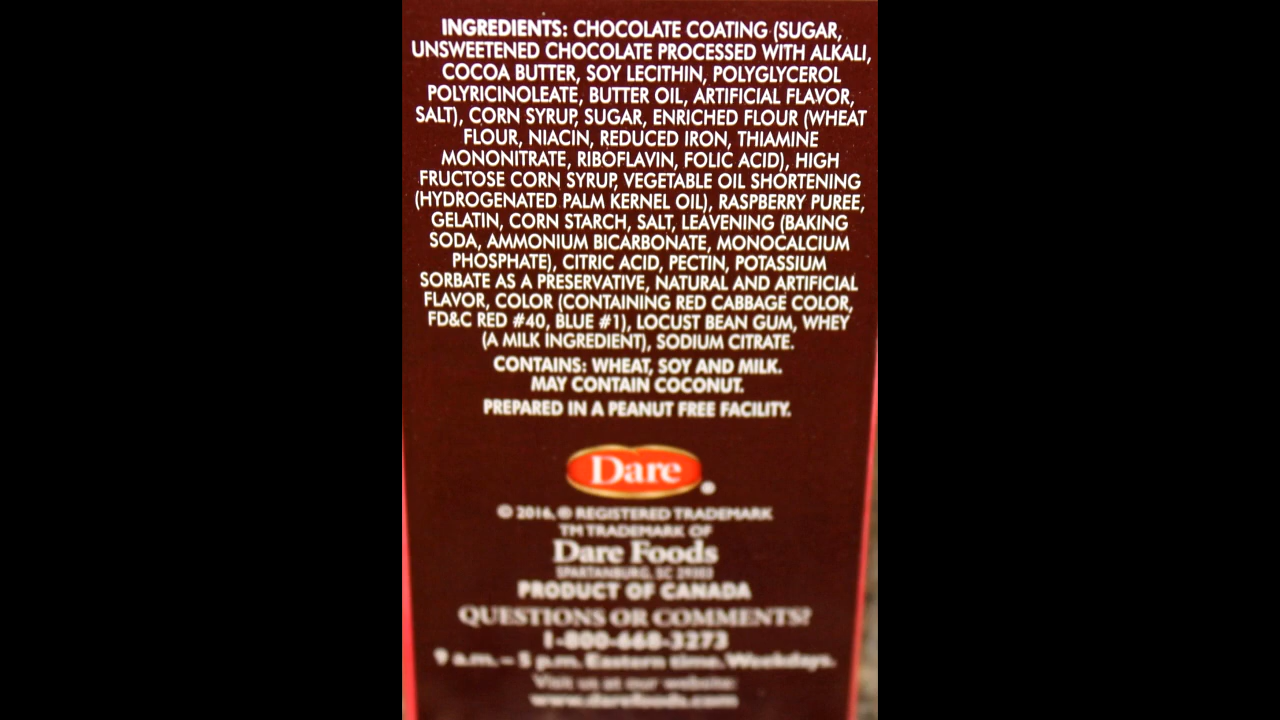 INGREDIENTS: CHOCOLATE COATING (SUGAR,
UNSWEETENED CHOCOLATE PROCESSED WITH ALKALI,
COCOA BUTTER, SOY LECITHIN, POLYGLYCEROL
POLYRICINOLEATE, BUTTER OIL, ARTIFICIAL FLAVOR,
SALT), CORN SYRUP, SUGAR, ENRICHED FLOUR (WHEAT
FLOUR, NIACIN, REDUCED IRON, THIAMINE
MONONITRATE, RIBOFLAVIN, FOLIC ACID), HIGH
FRUCTOSE CORN SYRUP, VEGETABLE OIL SHORTENING
(HYDROGENATED PALM KERNEL OIL), RASPBERRY PUREE,
GELATIN, CORN STARCH, SALT, LEAVENING (BAKING
SODA, AMMONIUM BICARBONATE, MONOCALCIUM
PHOSPHATE), CITRIC ACID, PECTIN, POTASSIUM
SORBATE AS A PRESERVATIVE, NATURAL AND ARTIFICIAL
FLAVOR, COLOR (CONTAINING RED CABBAGE COLOR,
FD&C RED #40, BLUE #1), LOCUST BEAN GUM, WHEY
(A MILK INGREDIENT), SODIUM CITRATE.
CONTAINS: WHEAT, SOY AND MILK.
MAY CONTAIN COCONUT.
PREPARED IN A PEANUT FREE FACILITY.
Dare ®
© 2016, ® REGISTERED TRADEMARK
TM TRADEMARK OF
Dare Foods
SPARTANBURG, SC 29303
PRODUCT OF CANADA
QUESTIONS OR COMMENTS?
1-800-668-3273
9 a.m. – 5 p.m. Eastern time. Weekdays.
Visit us at our website:
www.darefoods.com